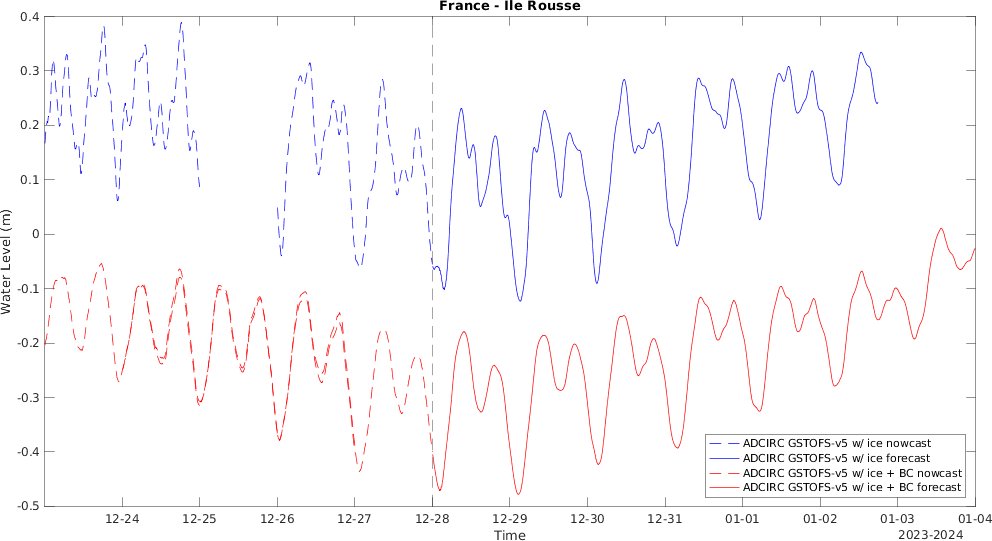 France - Ile Rousse
0.4
0.3
0.2
0.1
0
-0.1
-0.2
-0.3
-0.4
-0.5
Water Level (m)
ADCIRC GSTOFS-v5 w/ ice nowcast
ADCIRC GSTOFS-v5 w/ ice forecast
ADCIRC GSTOFS-v5 w/ ice + BC nowcast
ADCIRC GSTOFS-v5 w/ ice + BC forecast
12-24 12-25 12-26 12-27 12-28 12-29 12-30 12-31 01-01 01-02 01-03 01-04
Time
2023-2024